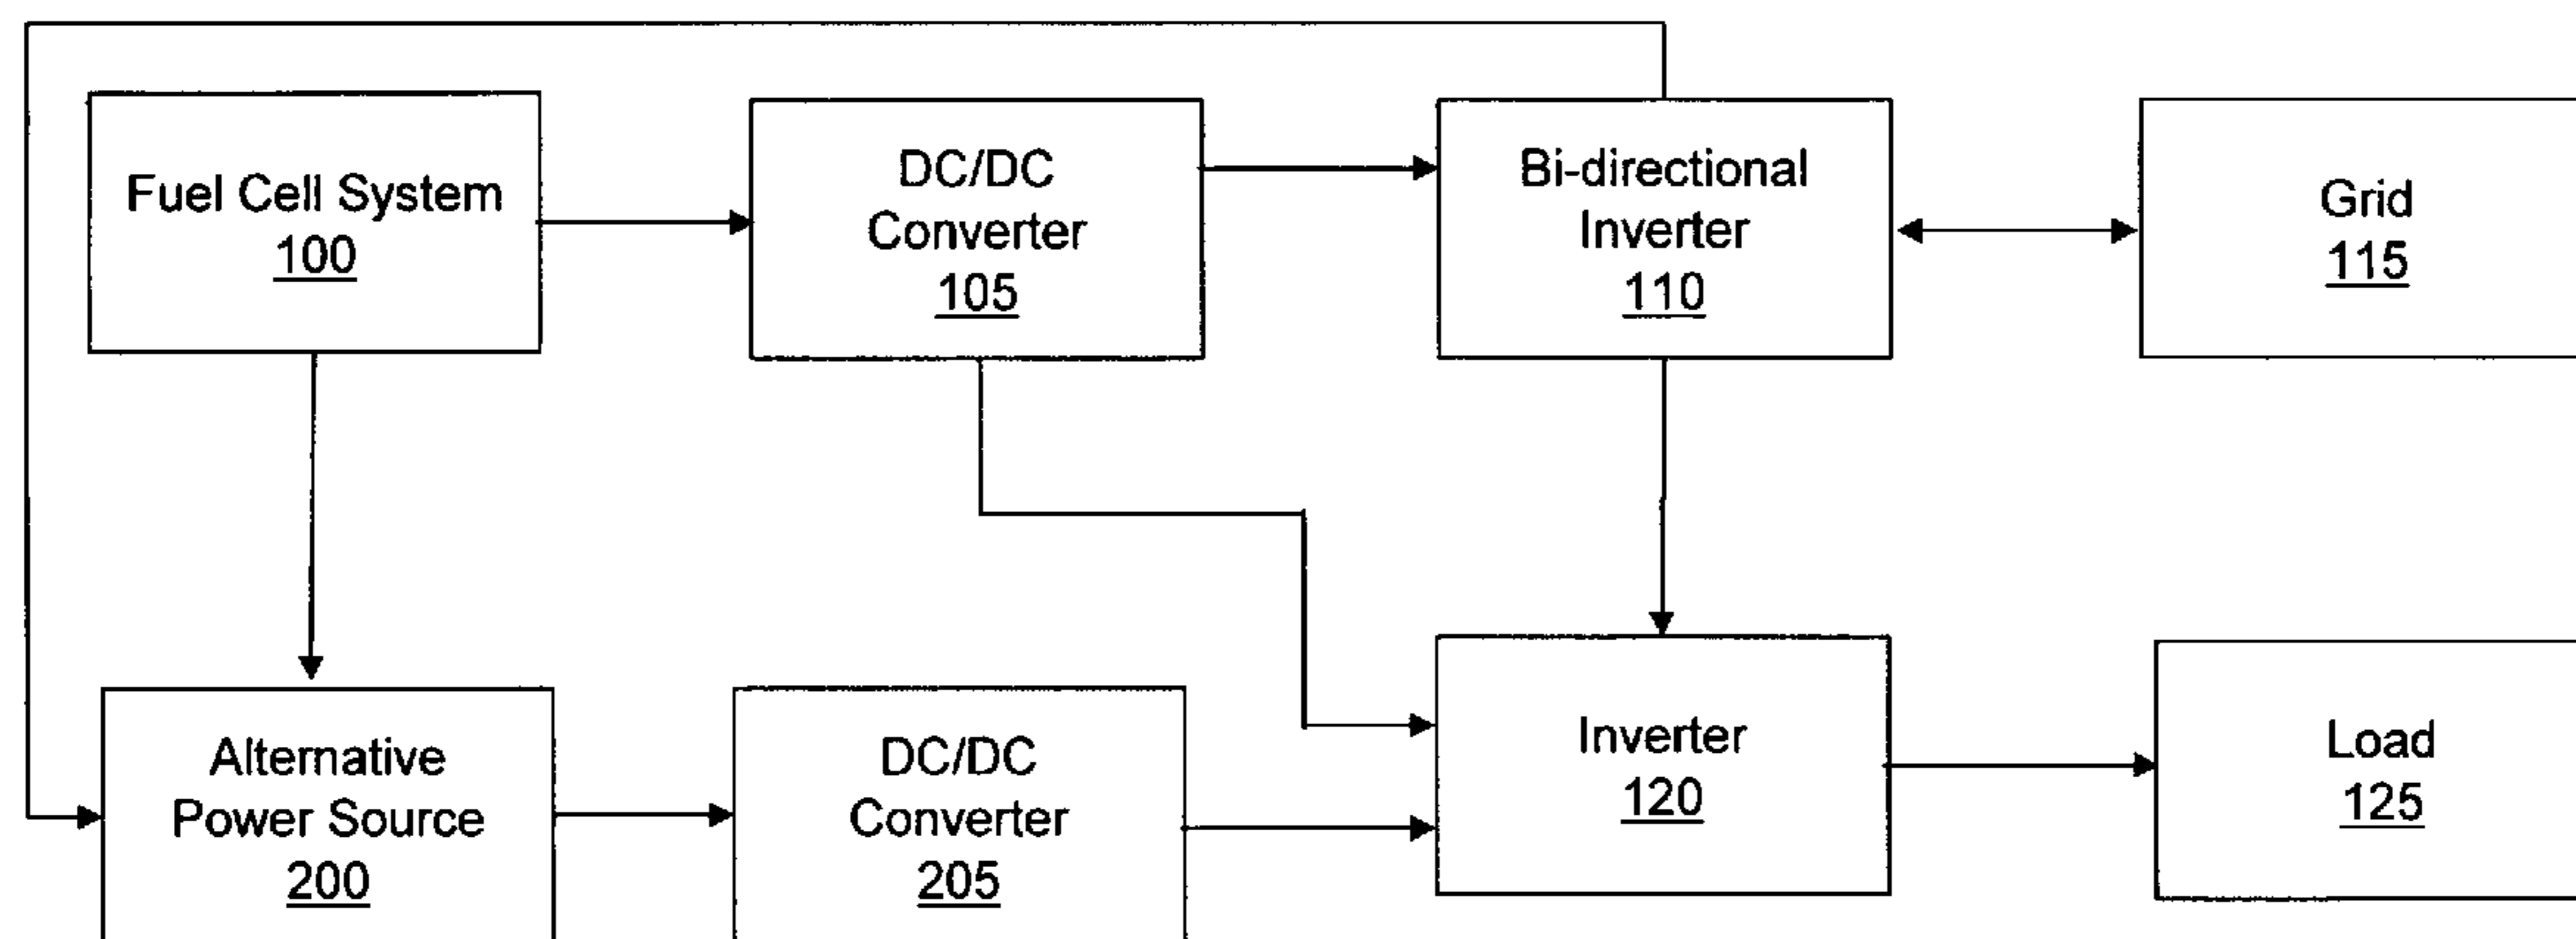 Fuel Cell System
100
DC/DC
Converter
105
Bi-directional
Inverter
110
Grid
115
Alternative
Power Source
200
DC/DC
Converter
205
Inverter
120
Load
125